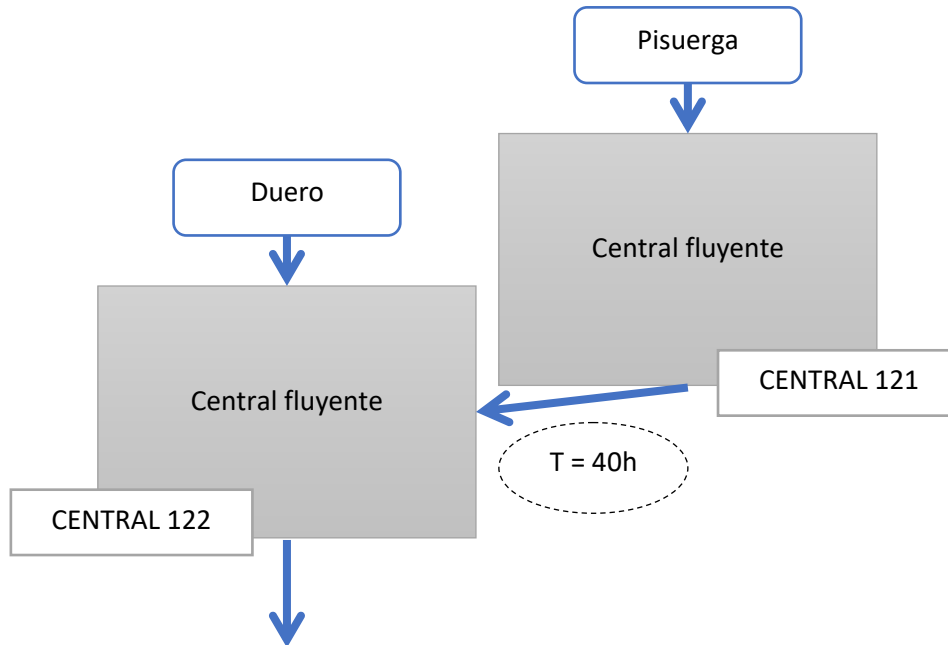 Pisuerga
Duero
Central fluyente
CENTRAL 121
Central fluyente
T = 40h
CENTRAL 122